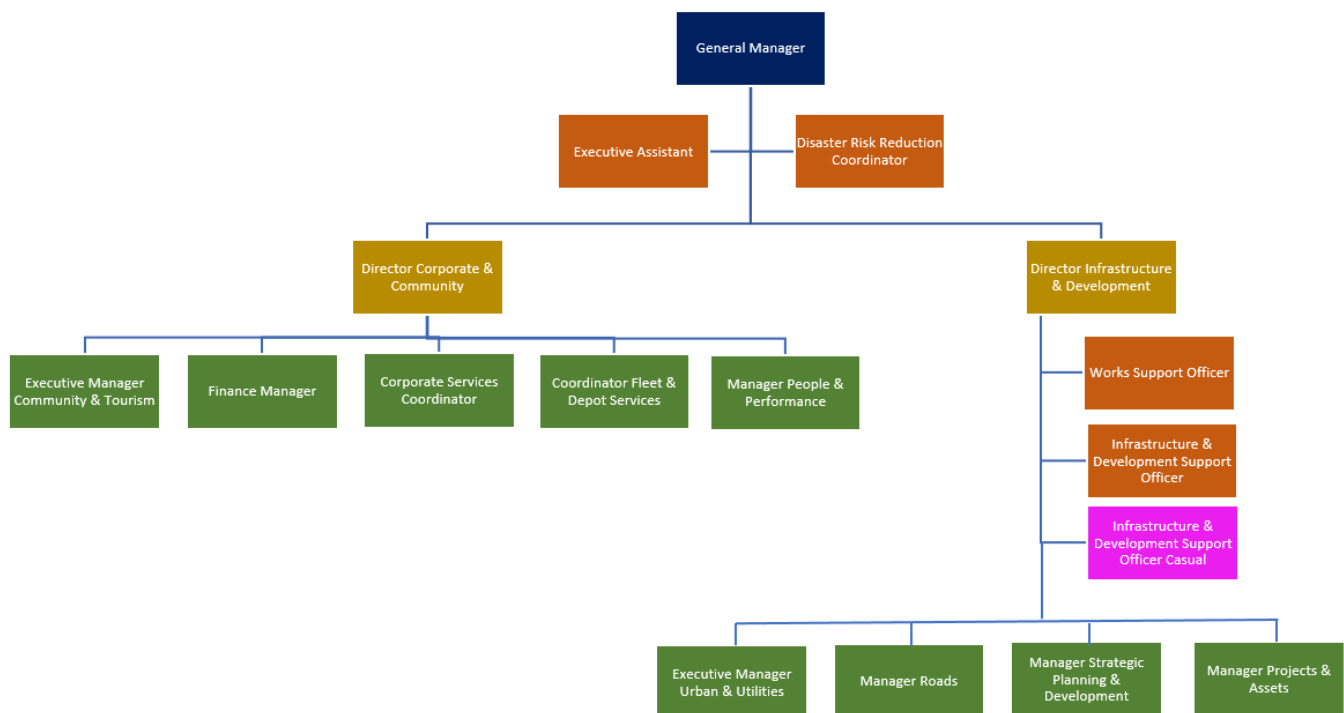 General Manager
Executive Assistant
Disaster Risk Reduction
Coordinator
Director Corporate &
Community
Director Infrastructure
& Development
Executive Manager
Community & Tourism
Finance Manager
Corporate Services
Coordinator
Coordinator Fleet &
Depot Services
Manager People &
Performance
Works Support Officer
Infrastructure &
Development Support
Officer
Infrastructure &
Development Support
Officer Casual
Executive Manager
Urban & Utilities
Manager Roads
Manager Strategic
Planning &
Development
Manager Projects &
Assets